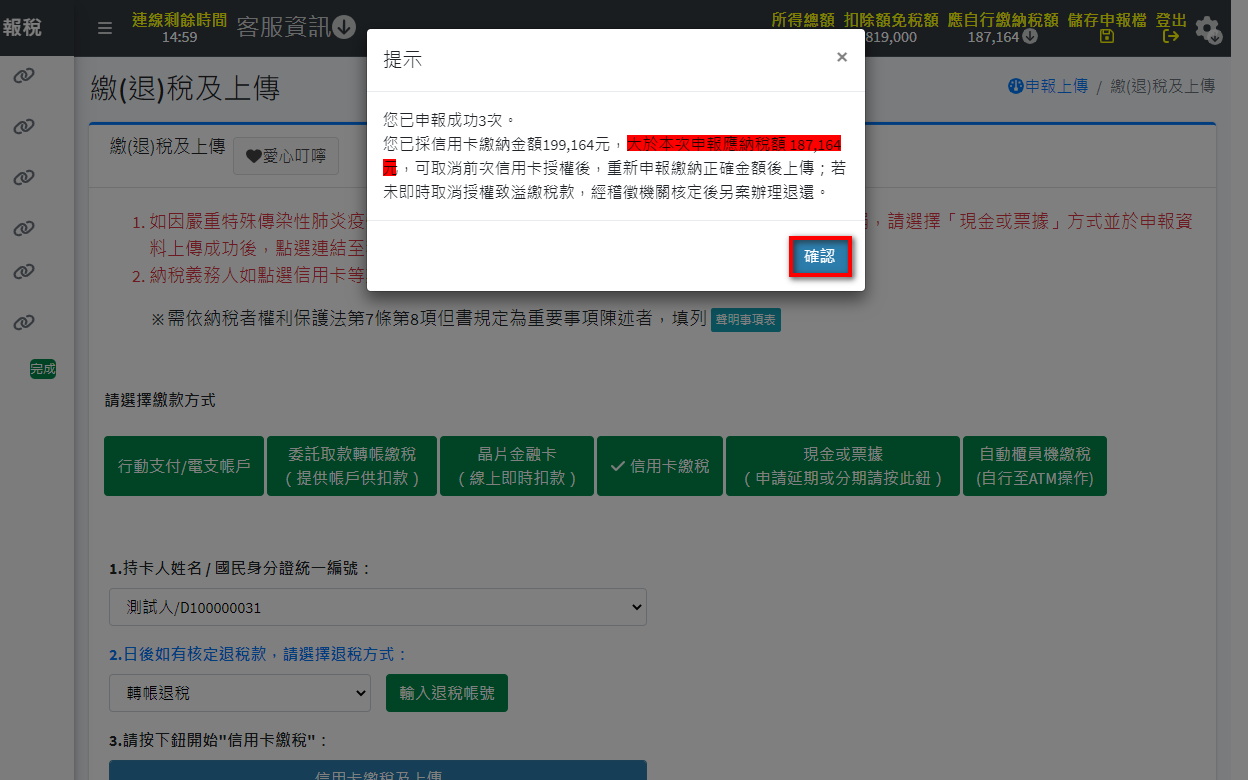 報稅
連線剩餘時間
14:59
客服資訊
所得總額 扣除額免稅額 應自行繳納稅額 儲存申報檔 登出
819,000 187,164
提示
×
您已申報成功3次。
您已採信用卡繳納金額199,164元，大於本次申報應納稅額 187,164
元，可取消前次信用卡授權後，重新申報繳納正確金額後上傳；若
未即時取消授權致溢繳稅款，經稽徵機關核定後另案辦理退還。
確認
繳(退)稅及上傳
申報上傳 / 繳(退)稅及上傳
繳(退)稅及上傳
愛心叮嚀
1. 如因嚴重特殊傳染性肺炎疫
，請選擇「現金或票據」方式並於申報資
料上傳成功後，點選連結至
2. 納稅義務人如點選信用卡等
※需依納稅者權利保護法第7條第8項但書規定為重要事項陳述者，填列 聲明事項表
完成
請選擇繳款方式
行動支付/電支帳戶
委託取款轉帳繳稅
( 提供帳戶供扣款 )
晶片金融卡
( 線上即時扣款 )
信用卡繳稅
現金或票據
( 申請延期或分期請按此鈕 )
自動櫃員機繳稅
(自行至ATM操作)
1.持卡人姓名 / 國民身分證統一編號：
測試人/D100000031
2.日後如有核定退稅款，請選擇退稅方式：
轉帳退稅
輸入退稅帳號
3.請按下鈕開始"信用卡繳稅"：
信用卡繳稅及上傳